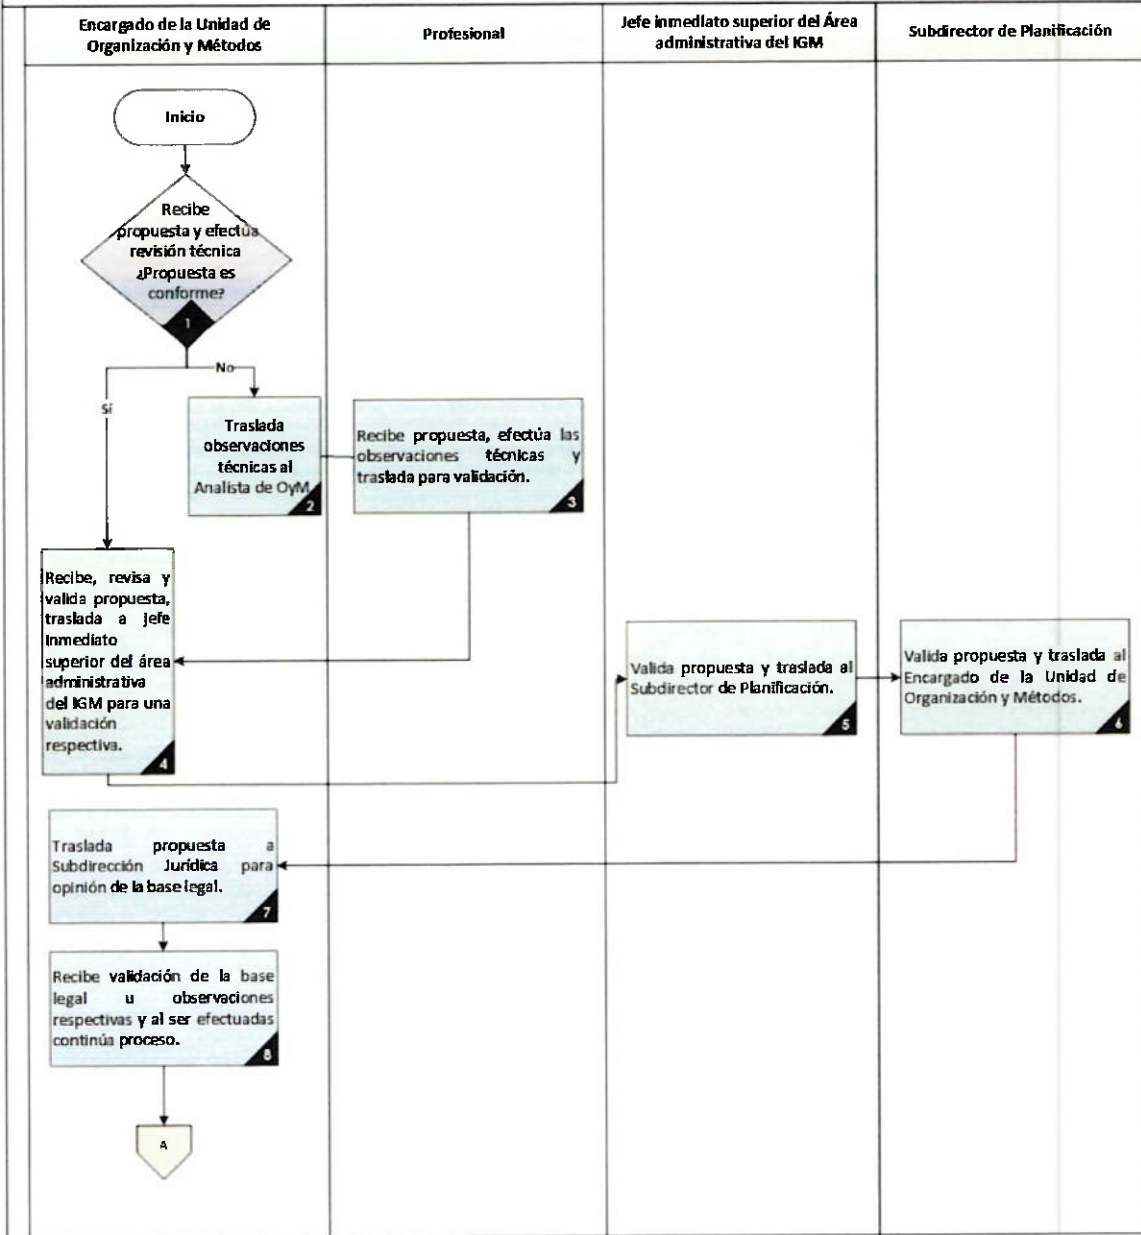 Encargado de la Unidad de
Organización y Métodos
Profesional
Jefe inmediato superior del Área
administrativa del IGM
Subdirector de Planificación
Inicio
Recibe
propuesta y efectúa
revisión técnica
¿Propuesta es
conforme?
1
No
Sí
Traslada
observaciones
técnicas al
Analista de OyM
2
Recibe propuesta, efectúa las
observaciones técnicas y
traslada para validación.
3
Recibe, revisa y
valida propuesta,
traslada a Jefe
Inmediato
superior del área
administrativa
del IGM para una
validación
respectiva.
4
Valida propuesta y traslada al
Subdirector de Planificación.
5
Valida propuesta y traslada al
Encargado de la Unidad de
Organización y Métodos.
6
Traslada propuesta a
Subdirección Jurídica para
opinión de la base legal.
7
Recibe validación de la base
legal u observaciones
respectivas y al ser efectuadas
continúa proceso.
8
A